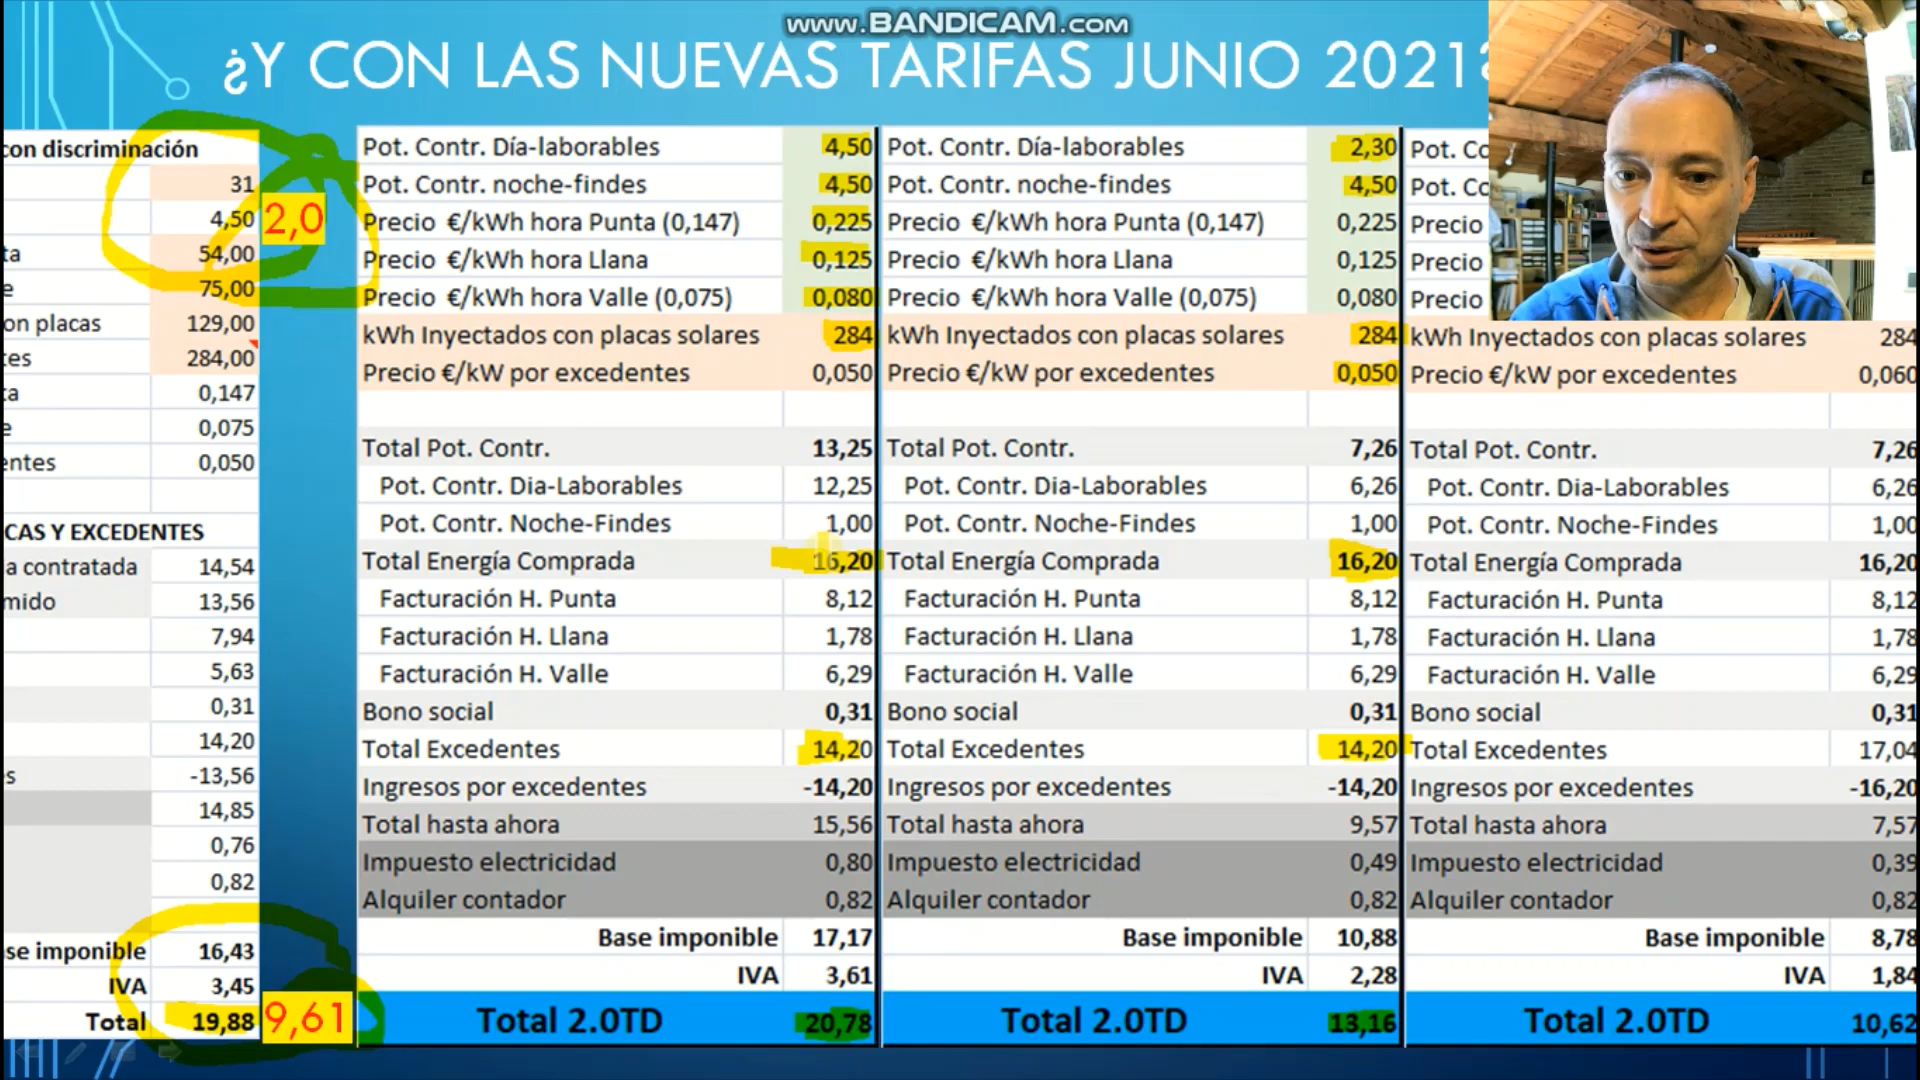 www.BANDICAM.com
¿Y CON LAS NUEVAS TARIFAS JUNIO 2021?
con discriminación
31
4,50 2,0
ta 54,00
e 75,00
on placas 129,00
tes 284,00
ta 0,147
e 0,075
entes 0,050
CAS Y EXCEDENTES
a contratada 14,54
mido 13,56
7,94
5,63
0,31
14,20
s -13,56
14,85
0,76
0,82
se imponible 16,43
IVA 3,45
Total 19,88 9,61
Pot. Contr. Día-laborables 4,50
Pot. Contr. noche-findes 4,50
Precio €/kWh hora Punta (0,147) 0,225
Precio €/kWh hora Llana 0,125
Precio €/kWh hora Valle (0,075) 0,080
kWh Inyectados con placas solares 284
Precio €/kW por excedentes 0,050
Total Pot. Contr. 13,25
Pot. Contr. Dia-Laborables 12,25
Pot. Contr. Noche-Findes 1,00
Total Energía Comprada 16,20
Facturación H. Punta 8,12
Facturación H. Llana 1,78
Facturación H. Valle 6,29
Bono social 0,31
Total Excedentes 14,20
Ingresos por excedentes -14,20
Total hasta ahora 15,56
Impuesto electricidad 0,80
Alquiler contador 0,82
Base imponible 17,17
IVA 3,61
Total 2.0TD 20,78
Pot. Contr. Día-laborables 2,30
Pot. Contr. noche-findes 4,50
Precio €/kWh hora Punta (0,147) 0,225
Precio €/kWh hora Llana 0,125
Precio €/kWh hora Valle (0,075) 0,080
kWh Inyectados con placas solares 284
Precio €/kW por excedentes 0,050
Total Pot. Contr. 7,26
Pot. Contr. Dia-Laborables 6,26
Pot. Contr. Noche-Findes 1,00
Total Energía Comprada 16,20
Facturación H. Punta 8,12
Facturación H. Llana 1,78
Facturación H. Valle 6,29
Bono social 0,31
Total Excedentes 14,20
Ingresos por excedentes -14,20
Total hasta ahora 9,57
Impuesto electricidad 0,49
Alquiler contador 0,82
Base imponible 10,88
IVA 2,28
Total 2.0TD 13,16
Pot. Co
Pot. Co
Precio
Precio
Precio
kWh Inyectados con placas solares 284
Precio €/kW por excedentes 0,060
Total Pot. Contr. 7,26
Pot. Contr. Dia-Laborables 6,26
Pot. Contr. Noche-Findes 1,00
Total Energía Comprada 16,20
Facturación H. Punta 8,12
Facturación H. Llana 1,78
Facturación H. Valle 6,29
Bono social 0,31
Total Excedentes 17,04
Ingresos por excedentes -16,20
Total hasta ahora 7,57
Impuesto electricidad 0,39
Alquiler contador 0,82
Base imponible 8,78
IVA 1,84
Total 2.0TD 10,62